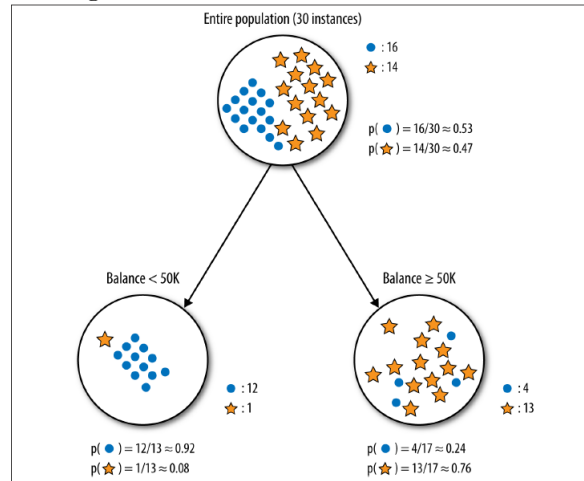 Entire population (30 instances)
: 16
: 14
p( ) = 16/30 ≈ 0.53
p( ) = 14/30 ≈ 0.47
Balance < 50K
Balance ≥ 50K
: 12
: 1
: 4
: 13
p( ) = 12/13 ≈ 0.92
p( ) = 1/13 ≈ 0.08
p( ) = 4/17 ≈ 0.24
p( ) = 13/17 ≈ 0.76